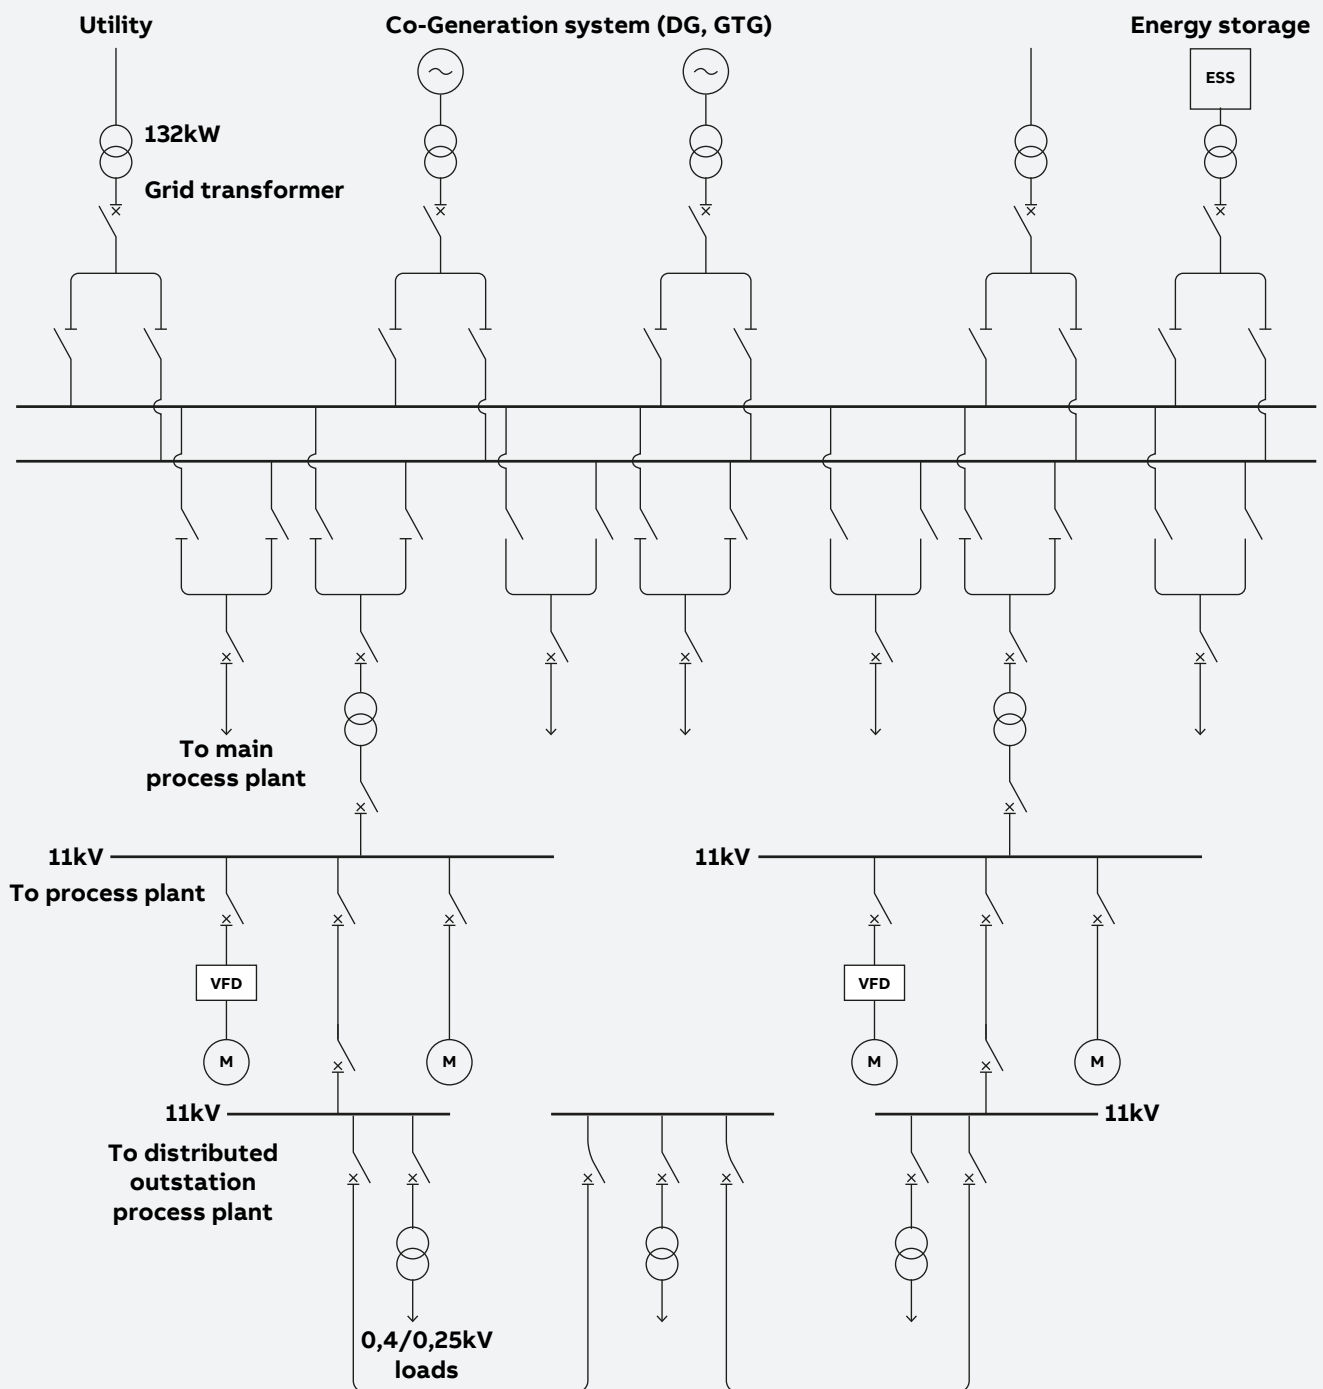 Utility
Co-Generation system (DG, GTG)
Energy storage
ESS
132kW
Grid transformer
To main
process plant
11kV
11kV
To process plant
VFD
VFD
M
M
M
M
11kV
11kV
To distributed
outstation
process plant
0,4/0,25kV
loads